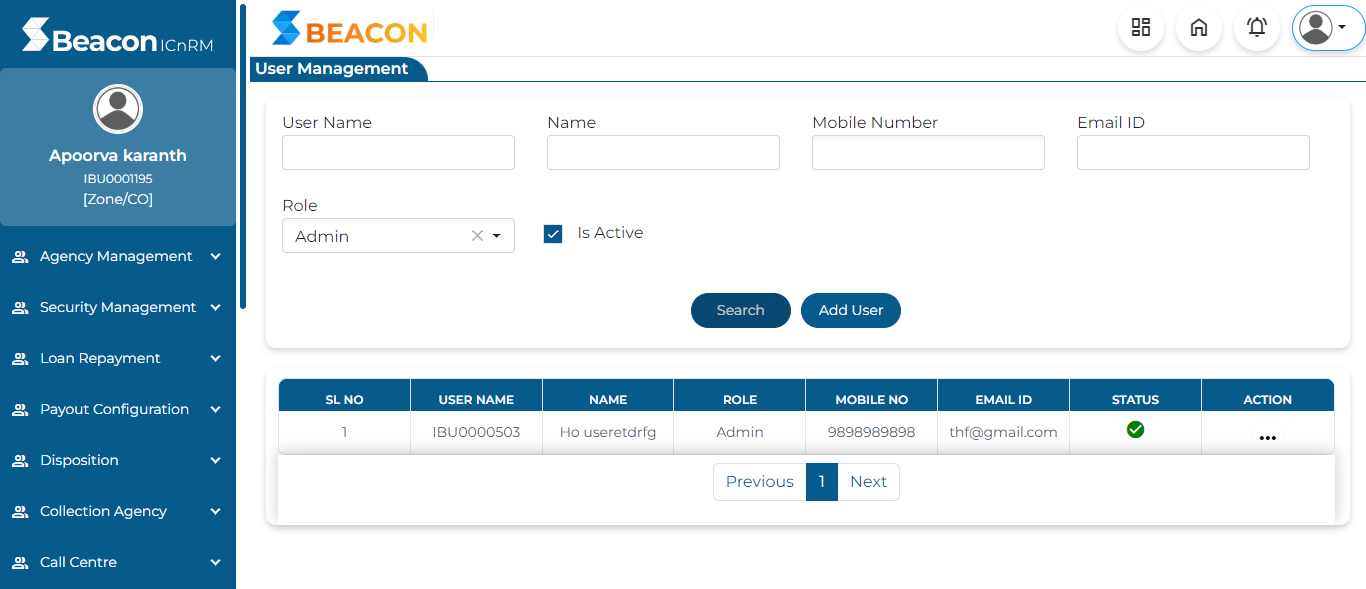 Beacon ICnRM
Apoorva karanth
IBU0001195
[Zone/CO]
Agency Management
Security Management
Loan Repayment
Payout Configuration
Disposition
Collection Agency
Call Centre
BEACON
User Management
User Name Name Mobile Number Email ID
Role
Admin
Is Active
Search Add User
SL NO USER NAME NAME ROLE MOBILE NO EMAIL ID STATUS ACTION
1 IBU0000503 Ho useretdrfg Admin 9898989898 thf@gmail.com
Previous 1 Next